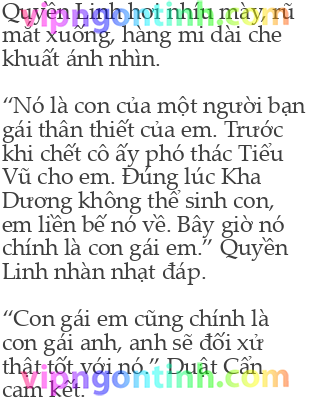 vipngontinh.com
Quyền Linh hơi nhíu mày, rũ
mắt xuống, hàng mi dài che
khuất ánh nhìn.
“Nó là con của một người bạn
gái thân thiết của em. Trước
khi chết cô ấy phó thác Tiểu
Vũ cho em. Đúng lúc Kha
Dương không thể sinh con,
em liền bế nó về. Bây giờ nó
chính là con gái em.” Quyền
Linh nhàn nhạt đáp.
“Con gái em cũng chính là
con gái anh, anh sẽ đối xử
thật tốt với nó.” Duật Cẩn
cam kết.
vipngontinh.com